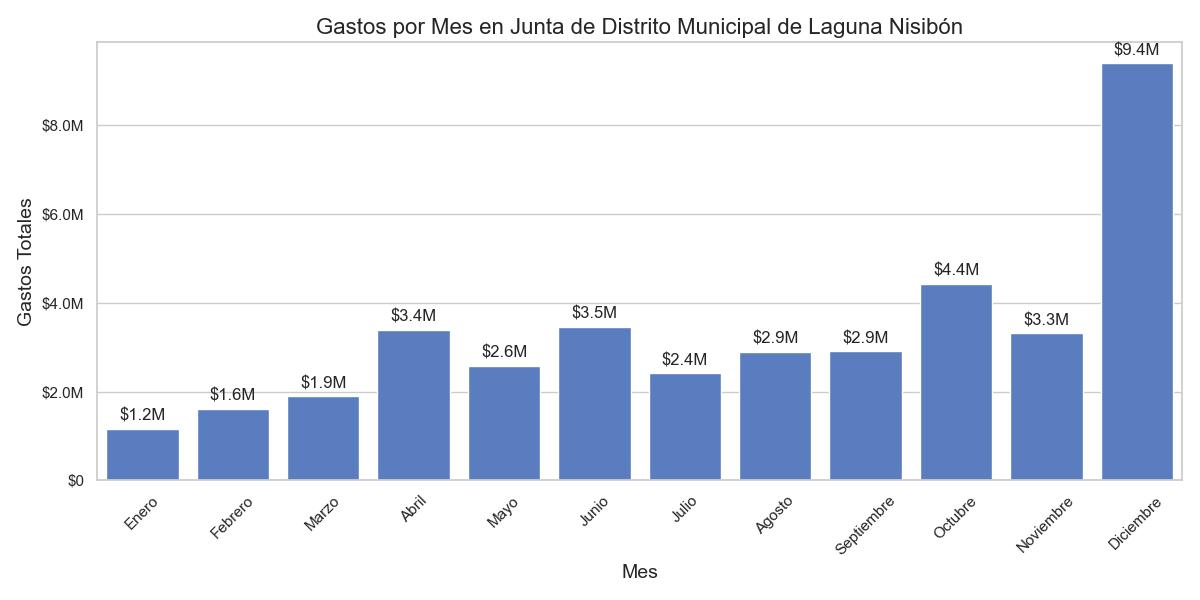 Gastos por Mes en Junta de Distrito Municipal de Laguna Nisibón
Gastos Totales
$8.0M
$6.0M
$4.0M
$2.0M
$0
$1.2M
$1.6M
$1.9M
$3.4M
$2.6M
$3.5M
$2.4M
$2.9M
$2.9M
$4.4M
$3.3M
$9.4M
Enero
Febrero
Marzo
Abril
Mayo
Junio
Julio
Agosto
Septiembre
Octubre
Noviembre
Diciembre
Mes